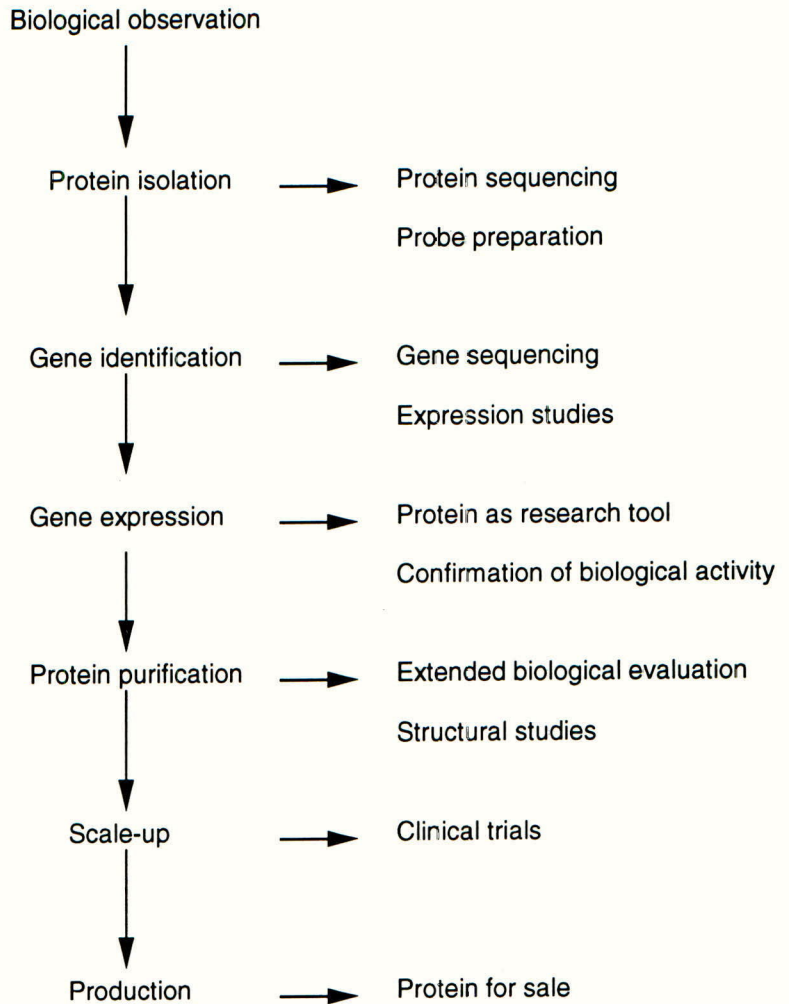 Biological observation
Protein isolation
Protein sequencing
Probe preparation
Gene identification
Gene sequencing
Expression studies
Gene expression
Protein as research tool
Confirmation of biological activity
Protein purification
Extended biological evaluation
Structural studies
Scale-up
Clinical trials
Production
Protein for sale